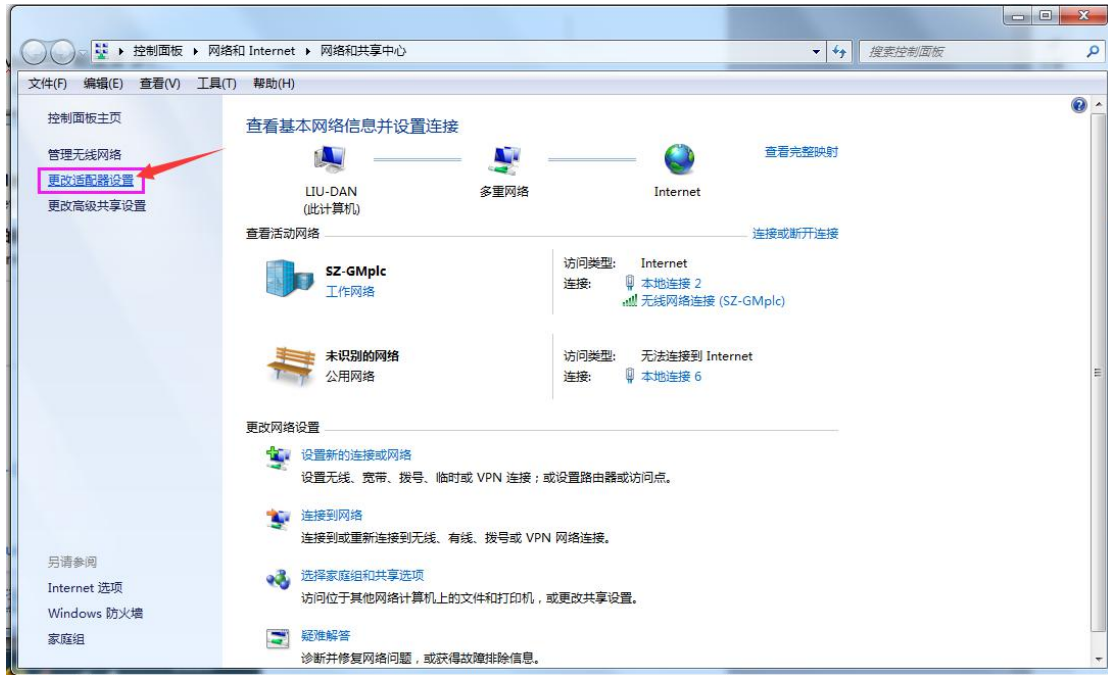 控制面板 ▸ 网络和 Internet ▸ 网络和共享中心
搜索控制面板
文件(F) 编辑(E) 查看(V) 工具(T) 帮助(H)
控制面板主页
管理无线网络
更改适配器设置
更改高级共享设置
查看基本网络信息并设置连接
查看完整映射
LIU-DAN 多重网络 Internet
(此计算机)
查看活动网络 连接或断开连接
SZ-GMplc
工作网络
访问类型: Internet
连接: 本地连接 2
无线网络连接 (SZ-GMplc)
未识别的网络
公用网络
访问类型: 无法连接到 Internet
连接: 本地连接 6
更改网络设置
设置新的连接或网络
设置无线、宽带、拨号、临时或 VPN 连接；或设置路由器或访问点。
连接到网络
连接到或重新连接到无线、有线、拨号或 VPN 网络连接。
选择家庭组和共享选项
访问位于其他网络计算机上的文件和打印机，或更改共享设置。
疑难解答
诊断并修复网络问题，或获得故障排除信息。
另请参阅
Internet 选项
Windows 防火墙
家庭组